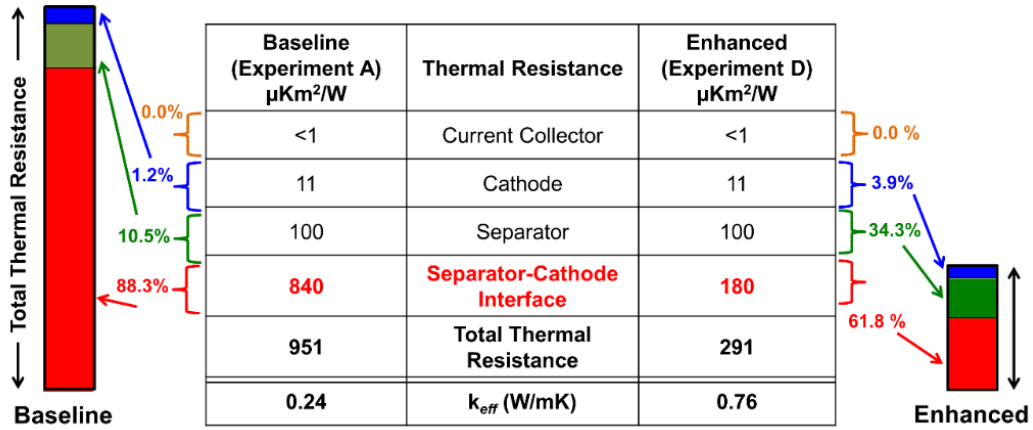 Total Thermal Resistance
Baseline
(Experiment A)
µKm²/W
Thermal Resistance
Enhanced
(Experiment D)
µKm²/W
0.0%
<1
Current Collector
<1
0.0 %
1.2%
11
Cathode
11
3.9%
10.5%
100
Separator
100
34.3%
88.3%
840
Separator-Cathode
Interface
180
61.8 %
951
Total Thermal
Resistance
291
0.24
keff (W/mK)
0.76
Baseline
Enhanced